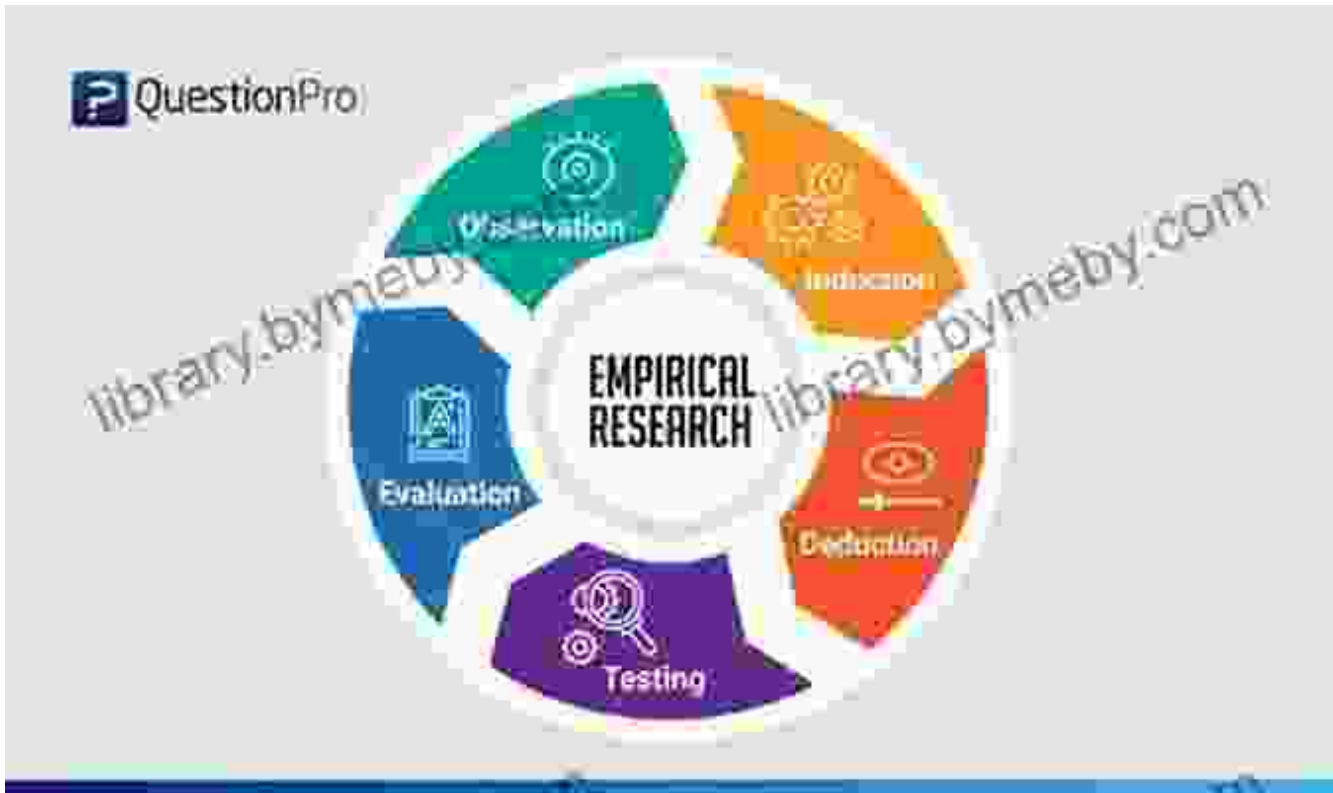 QuestionPro
Observation
Induction
library.bymeby.com
library.bymeby.com
EMPIRICAL
RESEARCH
Evaluation
Deduction
Testing